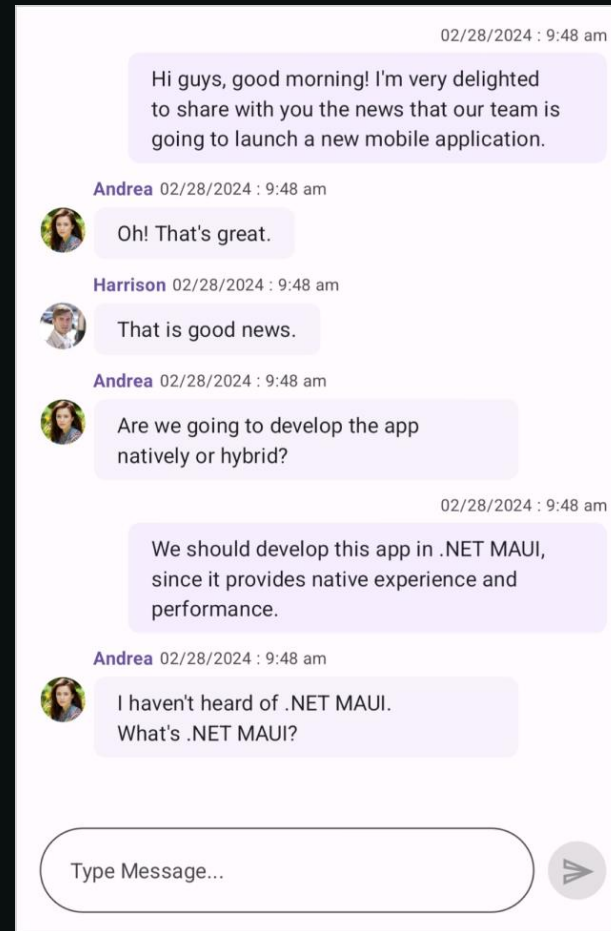 02/28/2024 : 9:48 am
Hi guys, good morning! I'm very delighted
to share with you the news that our team is
going to launch a new mobile application.
Andrea 02/28/2024 : 9:48 am
Oh! That's great.
Harrison 02/28/2024 : 9:48 am
That is good news.
Andrea 02/28/2024 : 9:48 am
Are we going to develop the app
natively or hybrid?
02/28/2024 : 9:48 am
We should develop this app in .NET MAUI,
since it provides native experience and
performance.
Andrea 02/28/2024 : 9:48 am
I haven't heard of .NET MAUI.
What's .NET MAUI?
Type Message...